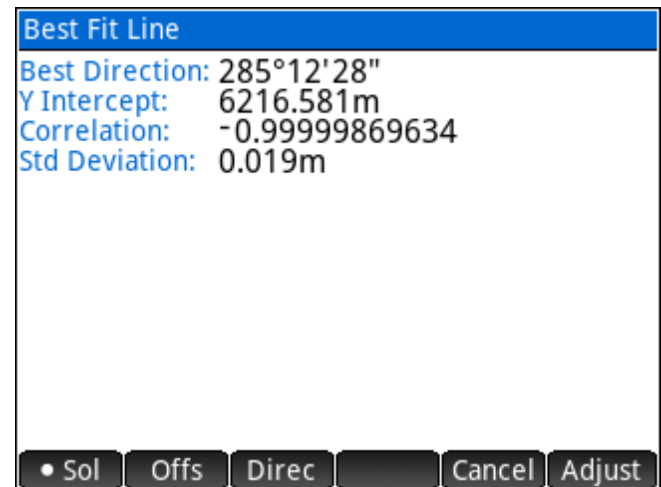 Best Fit Line
Best Direction: 285°12'28"
Y Intercept: 6216.581m
Correlation: -0.99999869634
Std Deviation: 0.019m
• Sol Offs Direc Cancel Adjust